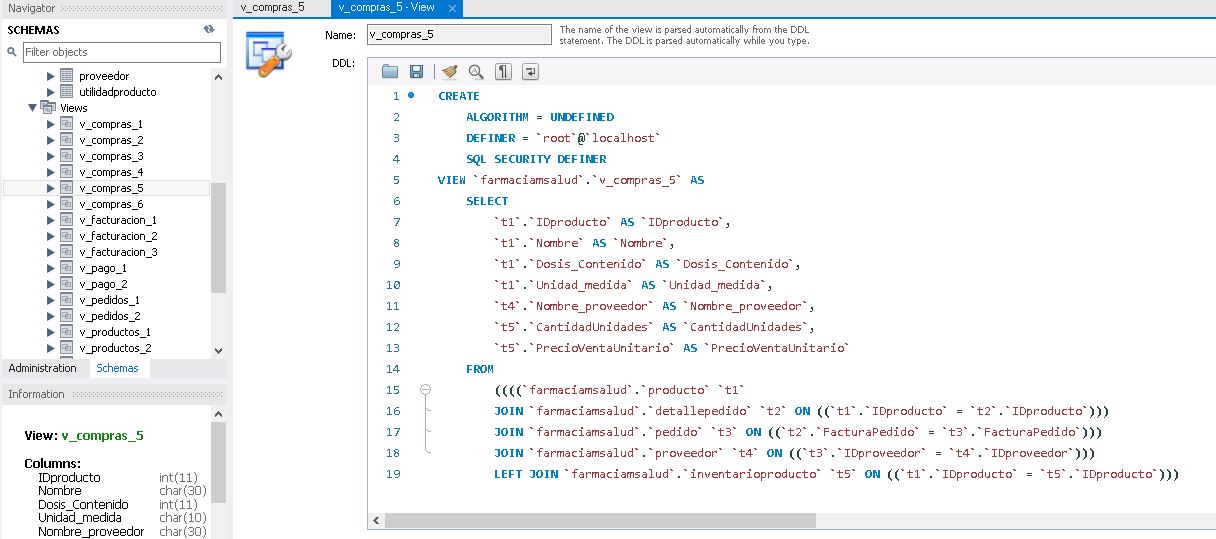 Navigator
SCHEMAS
Filter objects
proveedor
utilidadproducto
Views
v_compras_1
v_compras_2
v_compras_3
v_compras_4
v_compras_5
v_compras_6
v_facturacion_1
v_facturacion_2
v_facturacion_3
v_pago_1
v_pago_2
v_pedidos_1
v_pedidos_2
v_productos_1
v_productos_2
Administration Schemas
Information
View: v_compras_5
Columns:
IDproducto int(11)
Nombre char(30)
Dosis_Contenido int(11)
Unidad_medida char(10)
Nombre_proveedor char(30)
v_compras_5 v_compras_5 - View
Name: v_compras_5 The name of the view is parsed automatically from the DDL
statement. The DDL is parsed automatically while you type.
DDL:
1 CREATE
2 ALGORITHM = UNDEFINED
3 DEFINER = `root`@`localhost`
4 SQL SECURITY DEFINER
5 VIEW `farmaciamsalud`.`v_compras_5` AS
6 SELECT
7 `t1`.`IDproducto` AS `IDproducto`,
8 `t1`.`Nombre` AS `Nombre`,
9 `t1`.`Dosis_Contenido` AS `Dosis_Contenido`,
10 `t1`.`Unidad_medida` AS `Unidad_medida`,
11 `t4`.`Nombre_proveedor` AS `Nombre_proveedor`,
12 `t5`.`CantidadUnidades` AS `CantidadUnidades`,
13 `t5`.`PrecioVentaUnitario` AS `PrecioVentaUnitario`
14 FROM
15 ((((`farmaciamsalud`.`producto` `t1`
16 JOIN `farmaciamsalud`.`detallepedido` `t2` ON ((`t1`.`IDproducto` = `t2`.`IDproducto`)))
17 JOIN `farmaciamsalud`.`pedido` `t3` ON ((`t2`.`FacturaPedido` = `t3`.`FacturaPedido`)))
18 JOIN `farmaciamsalud`.`proveedor` `t4` ON ((`t3`.`IDproveedor` = `t4`.`IDproveedor`)))
19 LEFT JOIN `farmaciamsalud`.`inventarioproducto` `t5` ON ((`t1`.`IDproducto` = `t5`.`IDproducto`)))